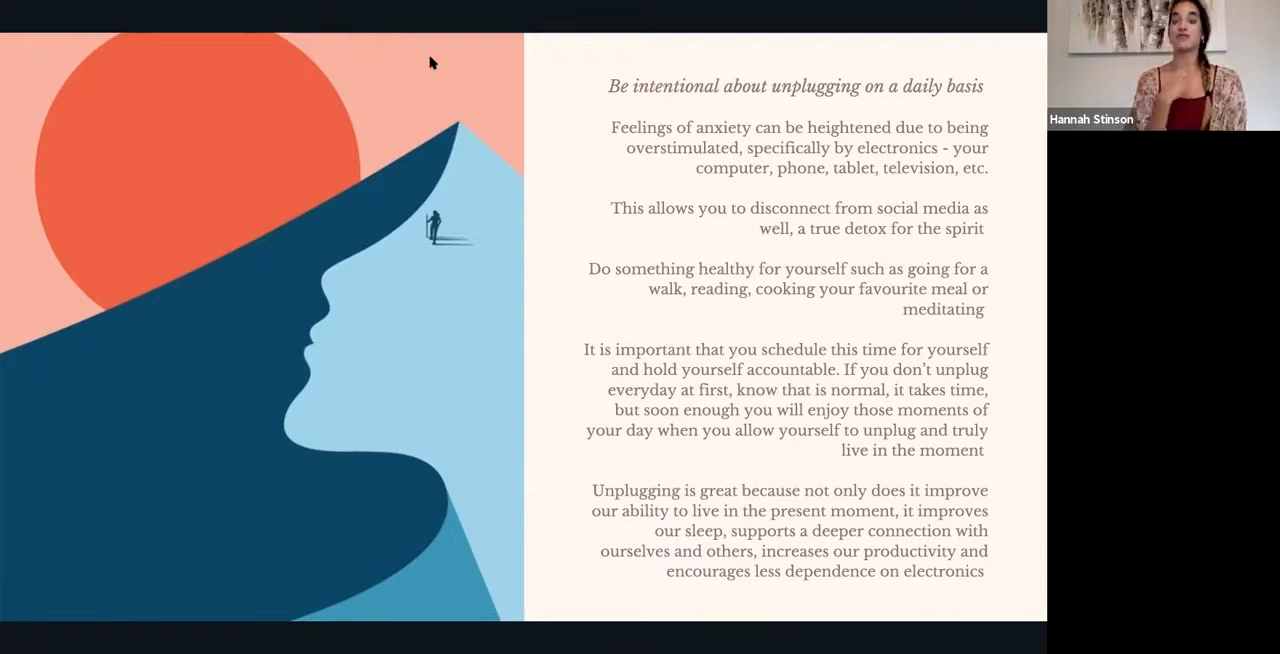 Be intentional about unplugging on a daily basis
Feelings of anxiety can be heightened due to being
overstimulated, specifically by electronics - your
computer, phone, tablet, television, etc.
This allows you to disconnect from social media as
well, a true detox for the spirit
Do something healthy for yourself such as going for a
walk, reading, cooking your favourite meal or
meditating
It is important that you schedule this time for yourself
and hold yourself accountable. If you don't unplug
everyday at first, know that is normal, it takes time,
but soon enough you will enjoy those moments of
your day when you allow yourself to unplug and truly
live in the moment
Unplugging is great because not only does it improve
our ability to live in the present moment, it improves
our sleep, supports a deeper connection with
ourselves and others, increases our productivity and
encourages less dependence on electronics
Hannah Stinson